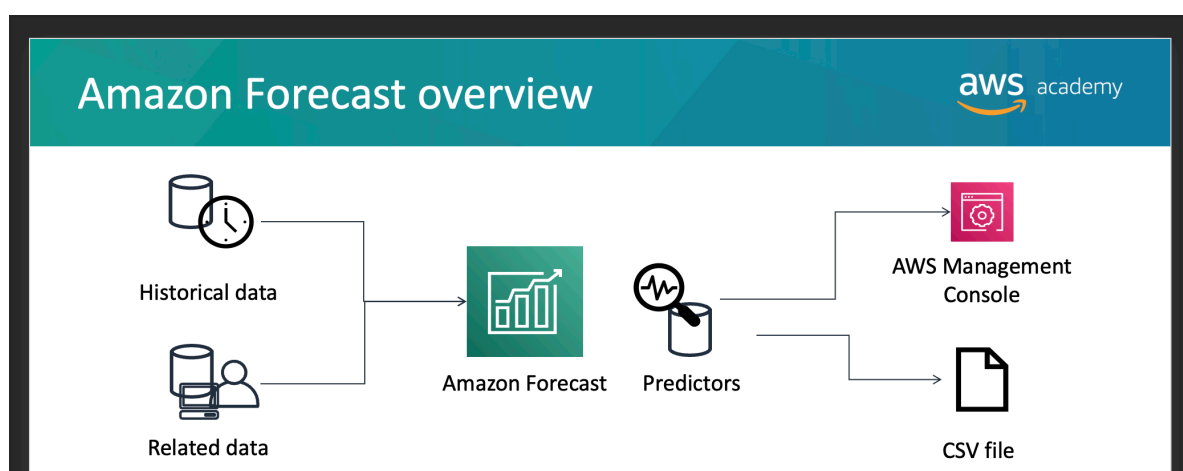 Amazon Forecast overview
aws academy
Historical data
AWS Management
Console
Amazon Forecast
Predictors
Related data
CSV file